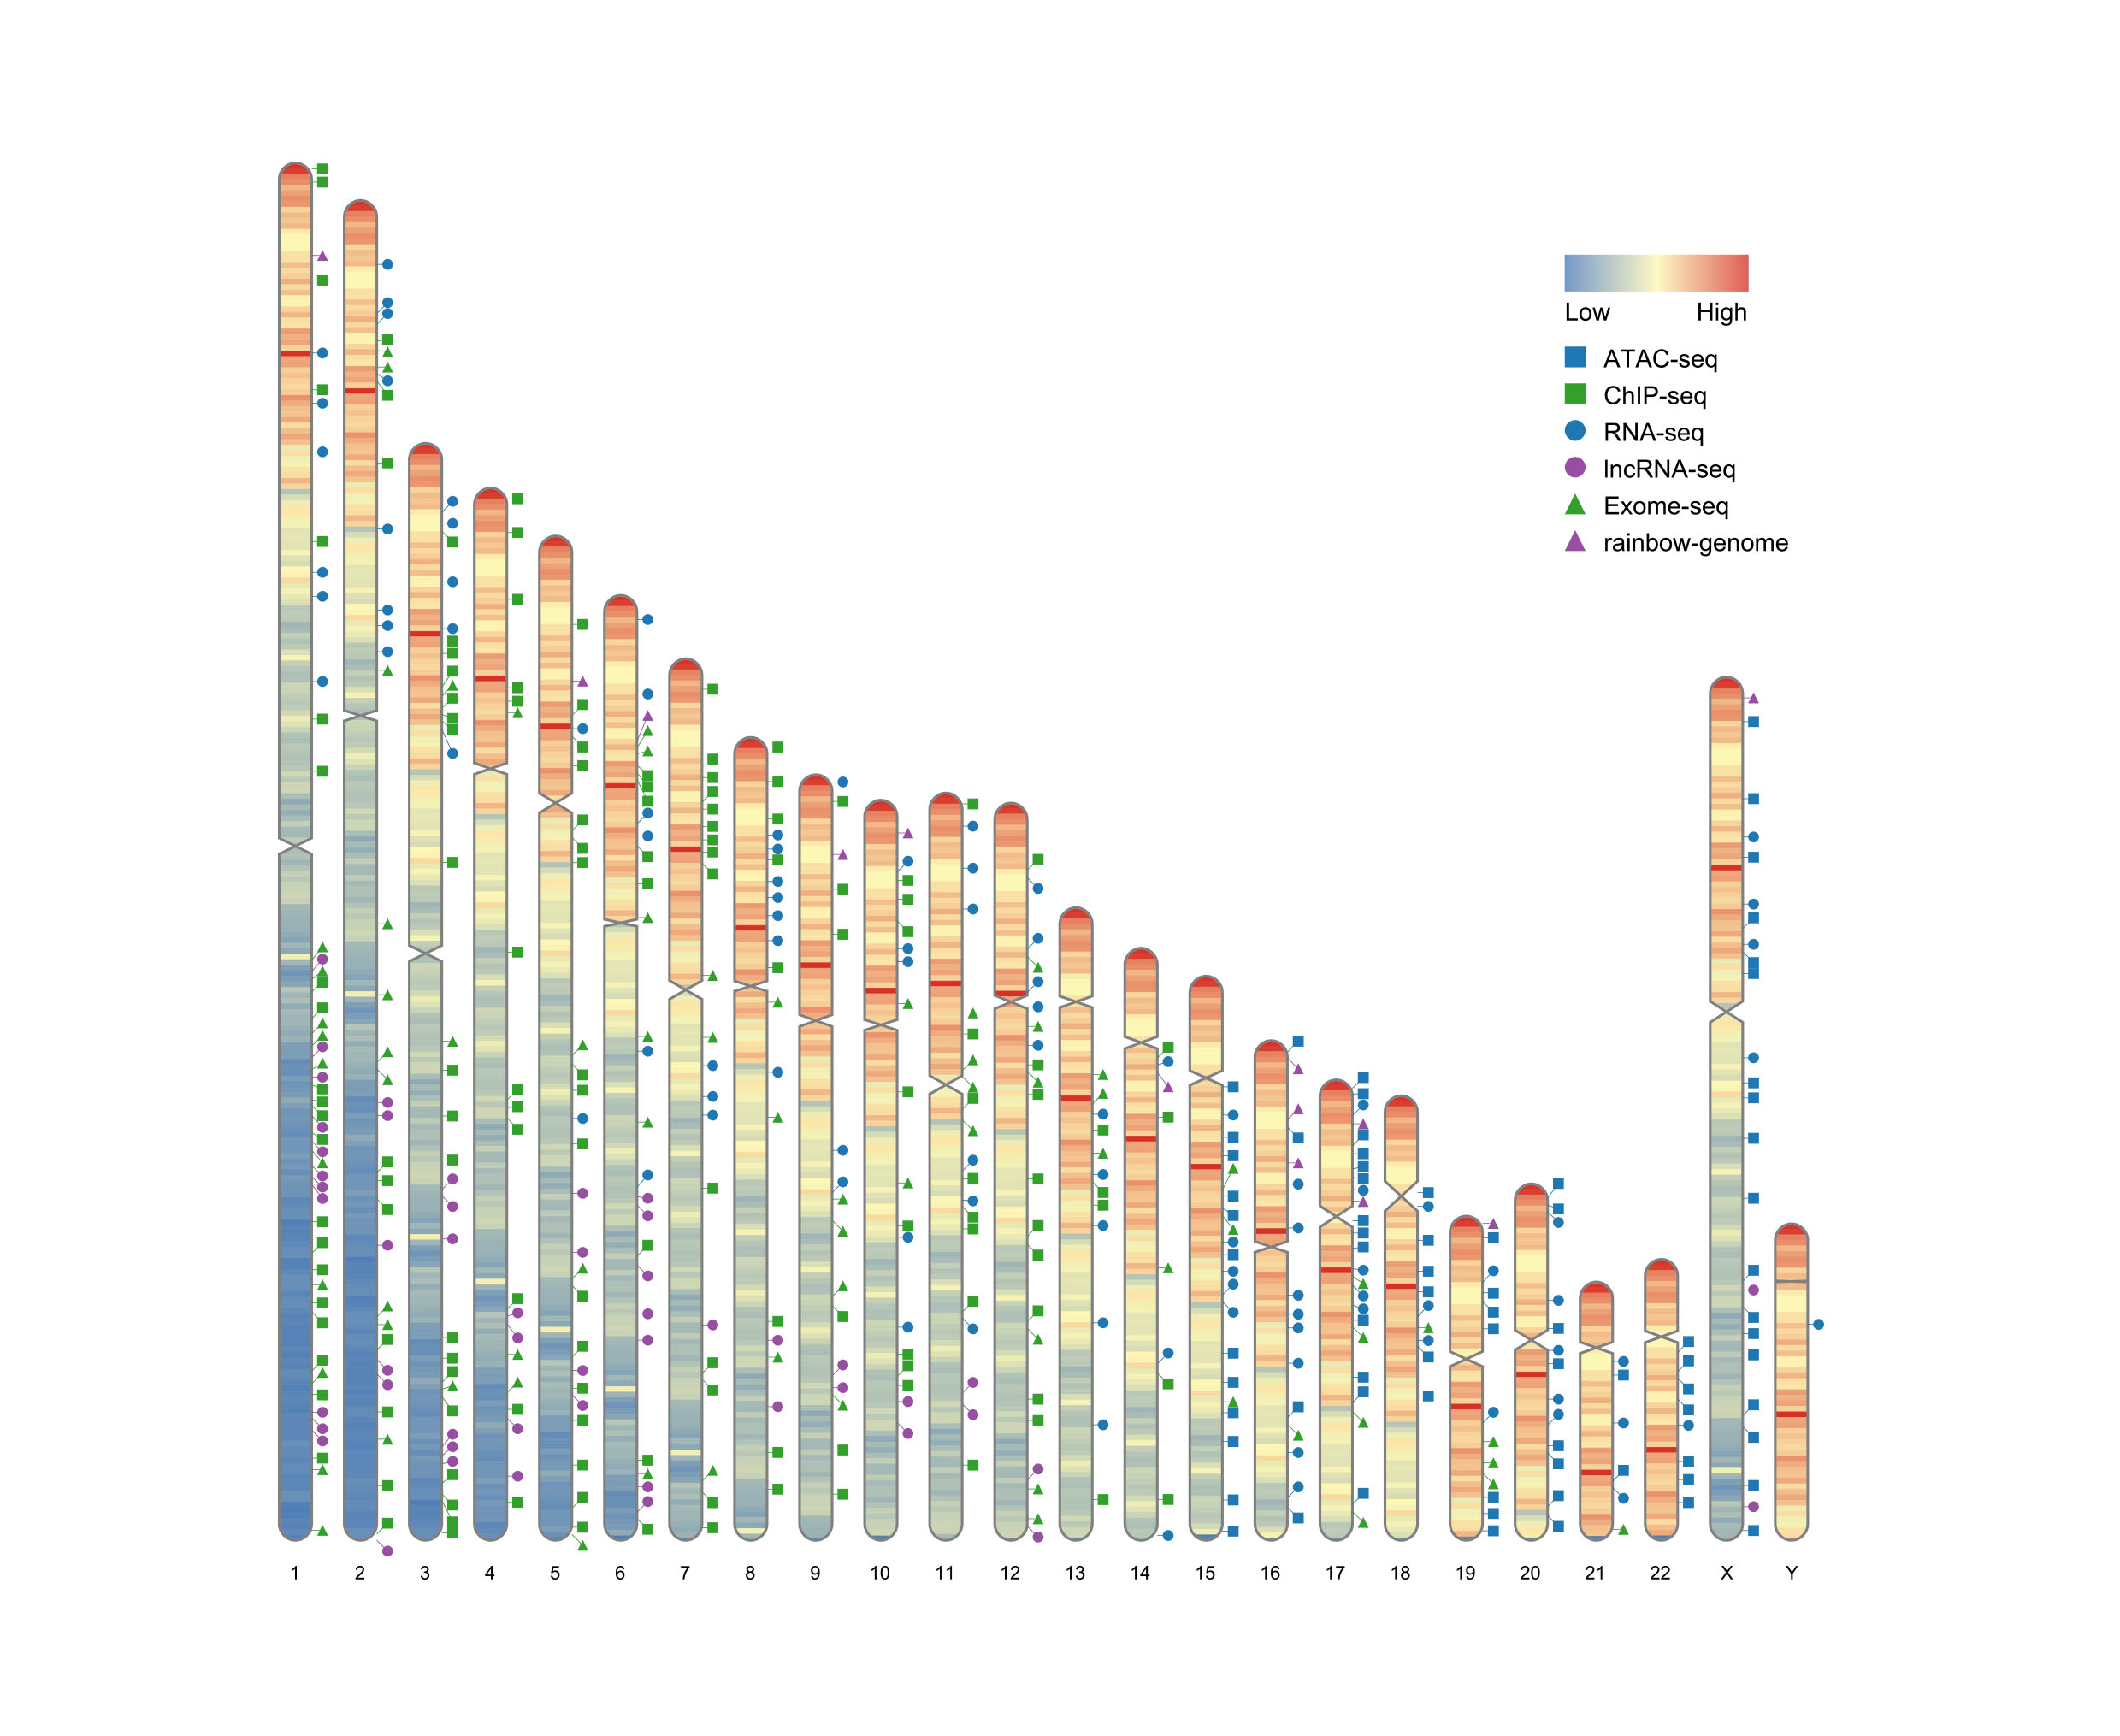 Low High
ATAC-seq
ChIP-seq
RNA-seq
lncRNA-seq
Exome-seq
rainbow-genome
1 2 3 4 5 6 7 8 9 10 11 12 13 14 15 16 17 18 19 20 21 22 X Y